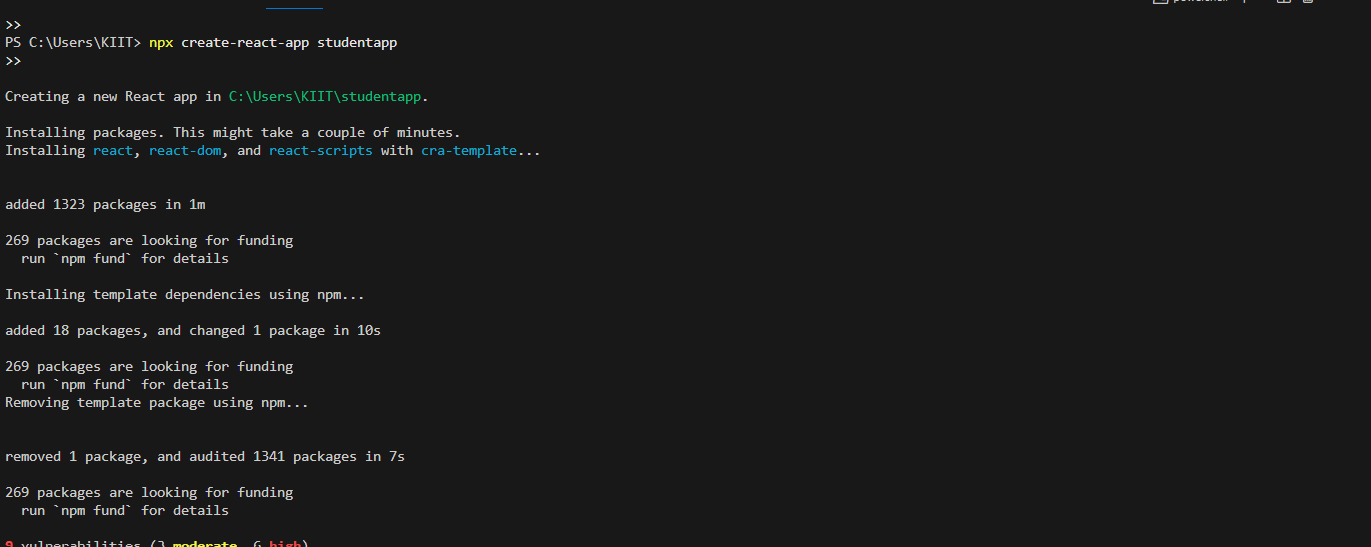 >>
PS C:\Users\KIIT> npx create-react-app studentapp
>>
Creating a new React app in C:\Users\KIIT\studentapp.
Installing packages. This might take a couple of minutes.
Installing react, react-dom, and react-scripts with cra-template...
added 1323 packages in 1m
269 packages are looking for funding
  run `npm fund` for details
Installing template dependencies using npm...
added 18 packages, and changed 1 package in 10s
269 packages are looking for funding
  run `npm fund` for details
Removing template package using npm...
removed 1 package, and audited 1341 packages in 7s
269 packages are looking for funding
  run `npm fund` for details
9 vulnerabilities ( moderate, high)